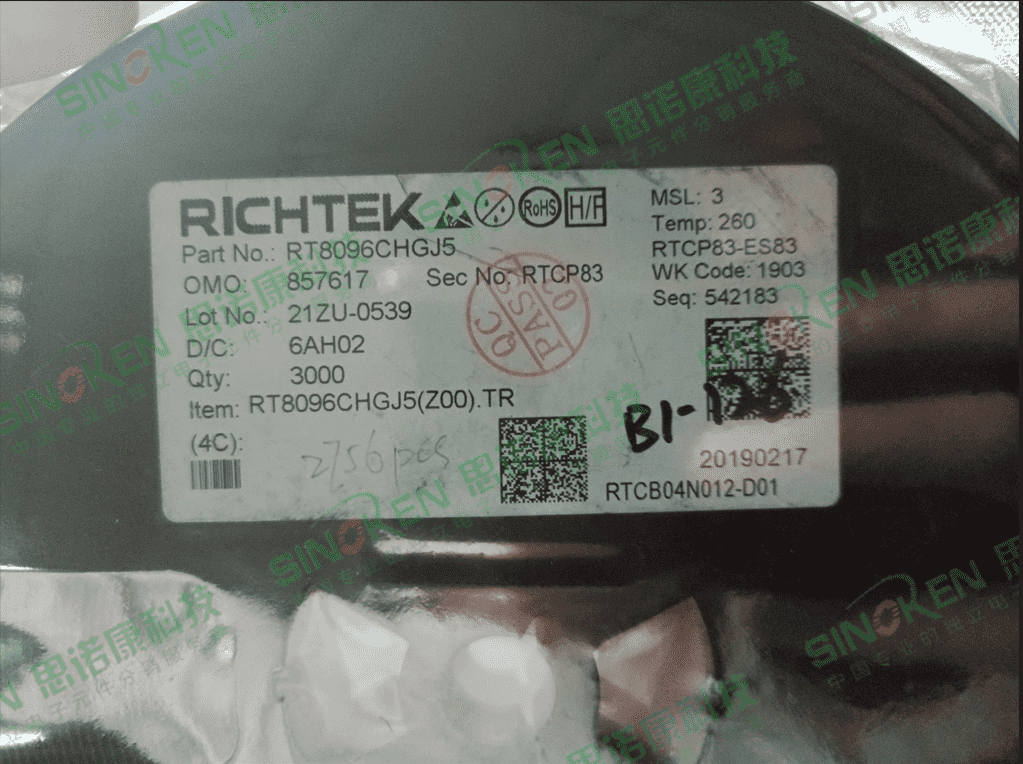 RICHTEK RoHS H/F
MSL: 3
Temp: 260
Part No.: RT8096CHGJ5
RTCP83-ES83
OMO: 857617 Sec No: RTCP83
WK Code: 1903
Lot No.: 21ZU-0539
Seq: 542183
D/C: 6AH02
Qty: 3000
Item: RT8096CHGJ5(Z00).TR
(4C):
QC PASS
2756pcs
20190217
RTCB04N012-D01
SINOKEN 思诺康科技